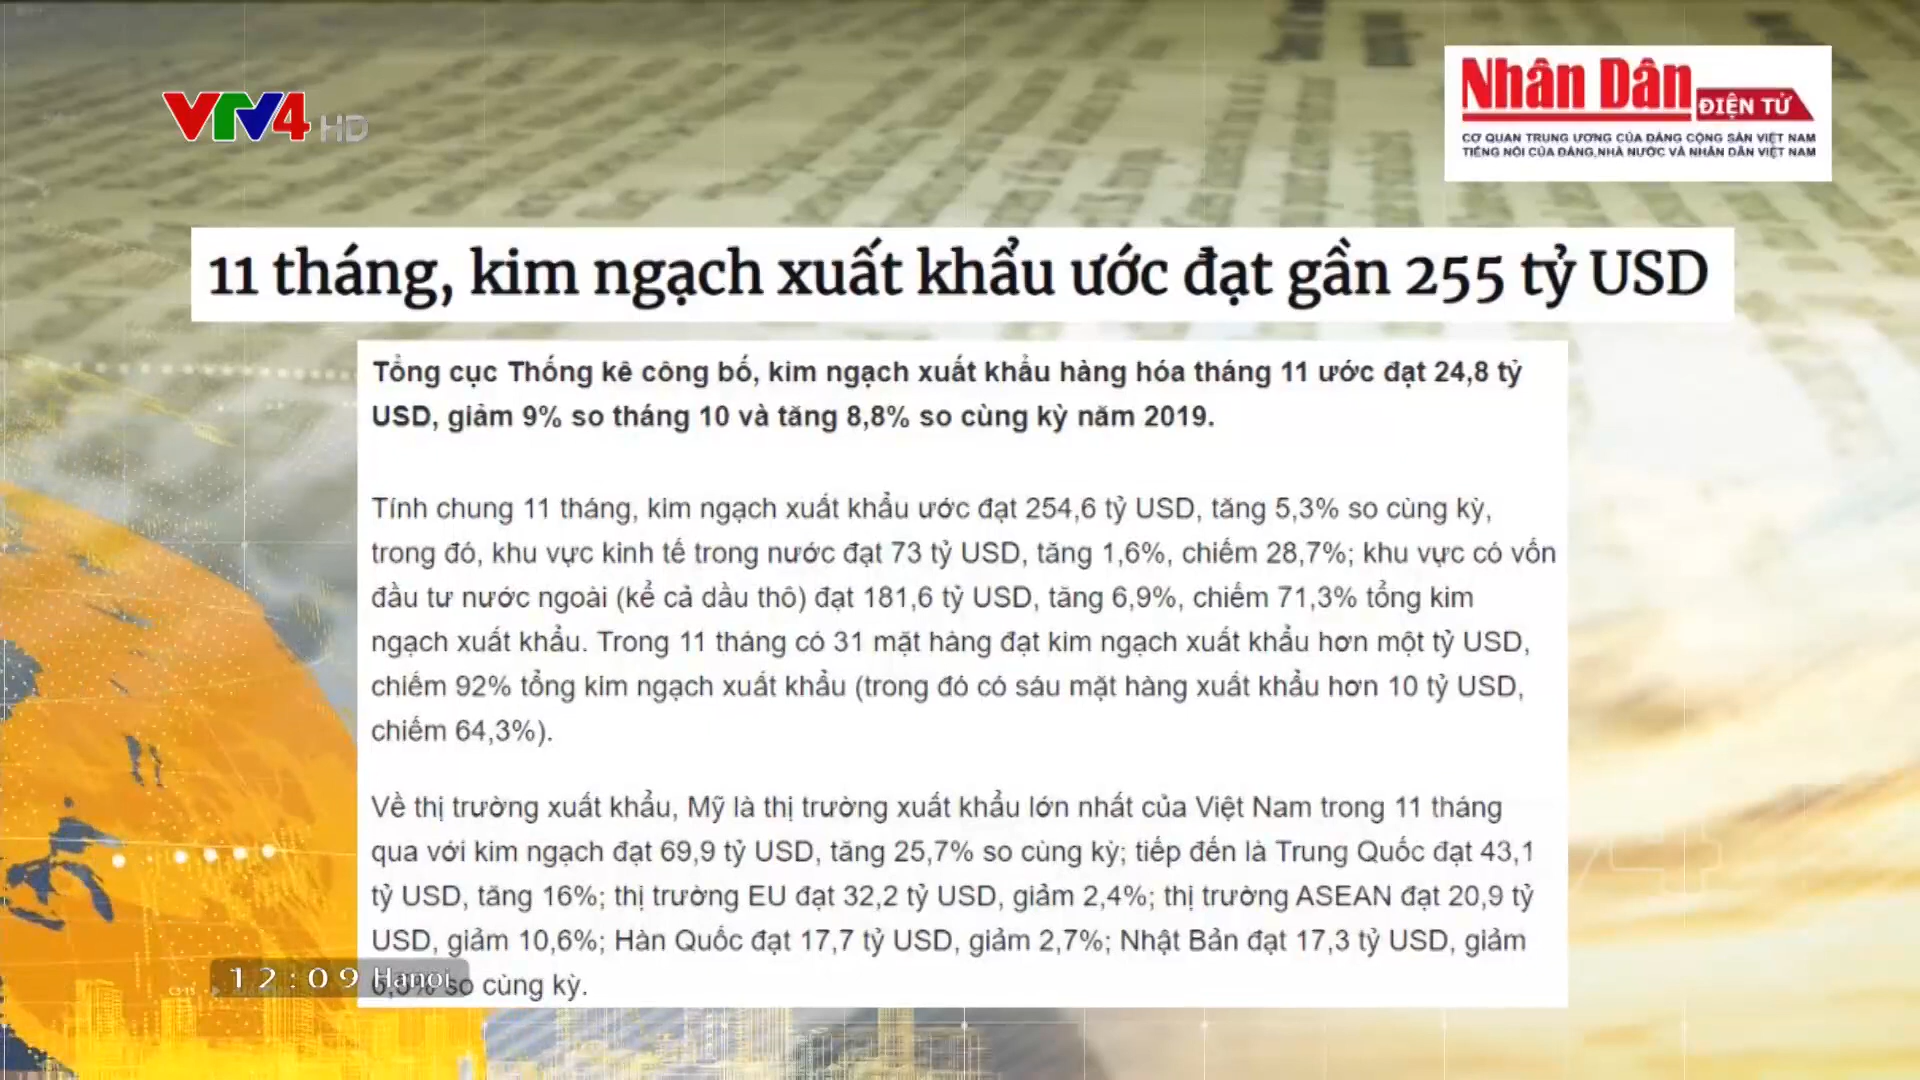 VTV4 HD
Nhân Dân ĐIỆN TỬ
CƠ QUAN TRUNG ƯƠNG CỦA ĐẢNG CỘNG SẢN VIỆT NAM
TIẾNG NÓI CỦA ĐẢNG, NHÀ NƯỚC VÀ NHÂN DÂN VIỆT NAM
11 tháng, kim ngạch xuất khẩu ước đạt gần 255 tỷ USD
Tổng cục Thống kê công bố, kim ngạch xuất khẩu hàng hóa tháng 11 ước đạt 24,8 tỷ
USD, giảm 9% so tháng 10 và tăng 8,8% so cùng kỳ năm 2019.
Tính chung 11 tháng, kim ngạch xuất khẩu ước đạt 254,6 tỷ USD, tăng 5,3% so cùng kỳ,
trong đó, khu vực kinh tế trong nước đạt 73 tỷ USD, tăng 1,6%, chiếm 28,7%; khu vực có vốn
đầu tư nước ngoài (kể cả dầu thô) đạt 181,6 tỷ USD, tăng 6,9%, chiếm 71,3% tổng kim
ngạch xuất khẩu. Trong 11 tháng có 31 mặt hàng đạt kim ngạch xuất khẩu hơn một tỷ USD,
chiếm 92% tổng kim ngạch xuất khẩu (trong đó có sáu mặt hàng xuất khẩu hơn 10 tỷ USD,
chiếm 64,3%).
Về thị trường xuất khẩu, Mỹ là thị trường xuất khẩu lớn nhất của Việt Nam trong 11 tháng
qua với kim ngạch đạt 69,9 tỷ USD, tăng 25,7% so cùng kỳ; tiếp đến là Trung Quốc đạt 43,1
tỷ USD, tăng 16%; thị trường EU đạt 32,2 tỷ USD, giảm 2,4%; thị trường ASEAN đạt 20,9 tỷ
USD, giảm 10,6%; Hàn Quốc đạt 17,7 tỷ USD, giảm 2,7%; Nhật Bản đạt 17,3 tỷ USD, giảm
so cùng kỳ.
12:09 Hanoi